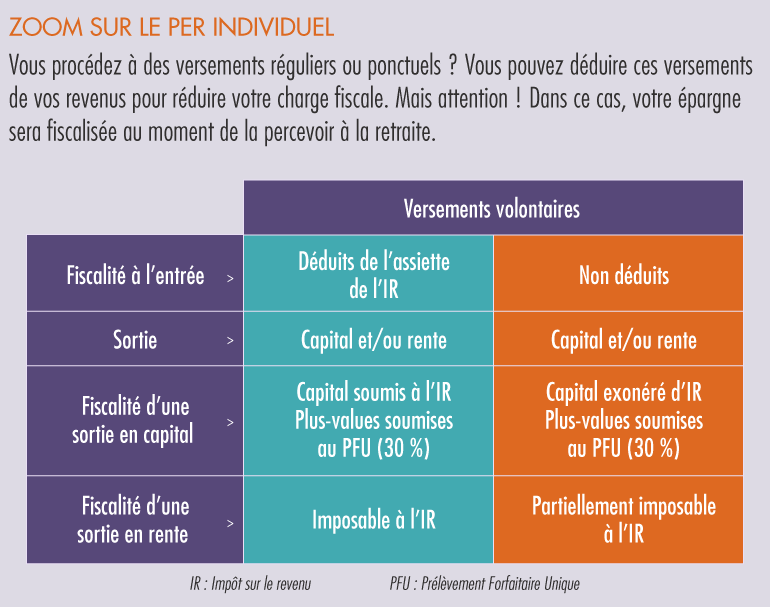 ZOOM SUR LE PER INDIVIDUEL
Vous procédez à des versements réguliers ou ponctuels ? Vous pouvez déduire ces versements
de vos revenus pour réduire votre charge fiscale. Mais attention ! Dans ce cas, votre épargne
sera fiscalisée au moment de la percevoir à la retraite.
Versements volontaires
Fiscalité à l'entrée >
Déduits de l'assiette
de l'IR
Non déduits
Sortie >
Capital et/ou rente
Capital et/ou rente
Fiscalité d'une
sortie en capital >
Capital soumis à l'IR
Plus-values soumises
au PFU (30 %)
Capital exonéré d'IR
Plus-values soumises
au PFU (30 %)
Fiscalité d'une
sortie en rente >
Imposable à l'IR
Partiellement imposable
à l'IR
IR : Impôt sur le revenu
PFU : Prélèvement Forfaitaire Unique